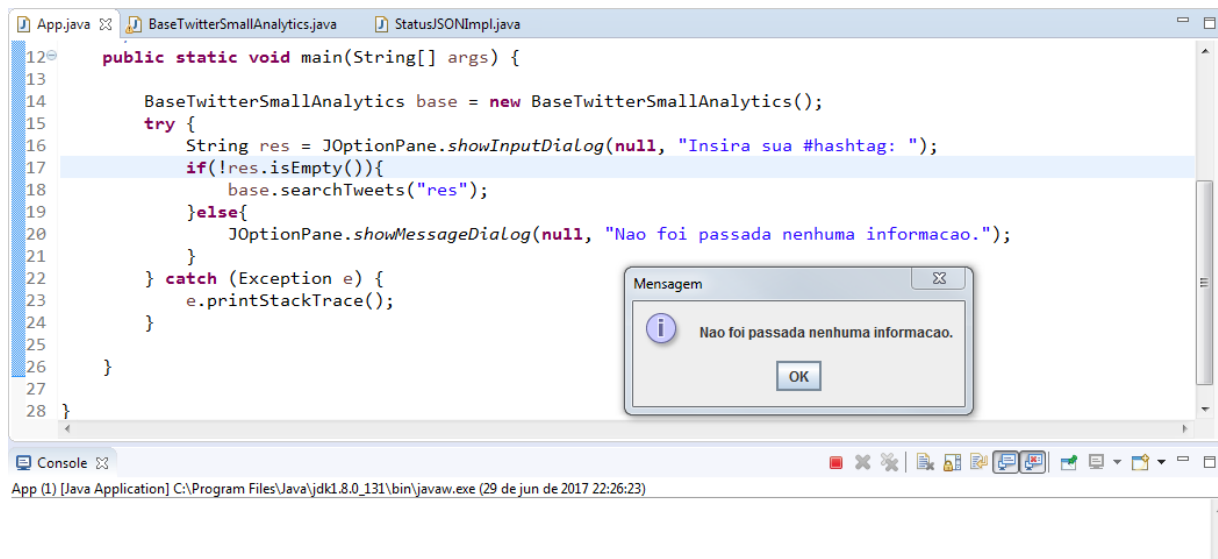 App.java BaseTwitterSmallAnalytics.java StatusJSONImpl.java
12 public static void main(String[] args) {
13
14 BaseTwitterSmallAnalytics base = new BaseTwitterSmallAnalytics();
15 try {
16 String res = JOptionPane.showInputDialog(null, "Insira sua #hashtag: ");
17 if(!res.isEmpty()){
18 base.searchTweets("res");
19 }else{
20 JOptionPane.showMessageDialog(null, "Nao foi passada nenhuma informacao.");
21 }
22 } catch (Exception e) {
23 e.printStackTrace();
24 }
25
26 }
27
28 }
Mensagem
Nao foi passada nenhuma informacao.
OK
Console
App (1) [Java Application] C:\Program Files\Java\jdk1.8.0_131\bin\javaw.exe (29 de jun de 2017 22:26:23)